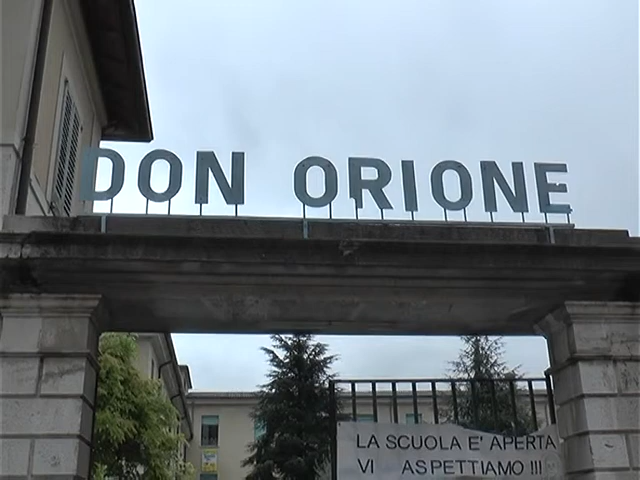 DON ORIONE
LA SCUOLA E' APERTA
VI ASPETTIAMO !!!